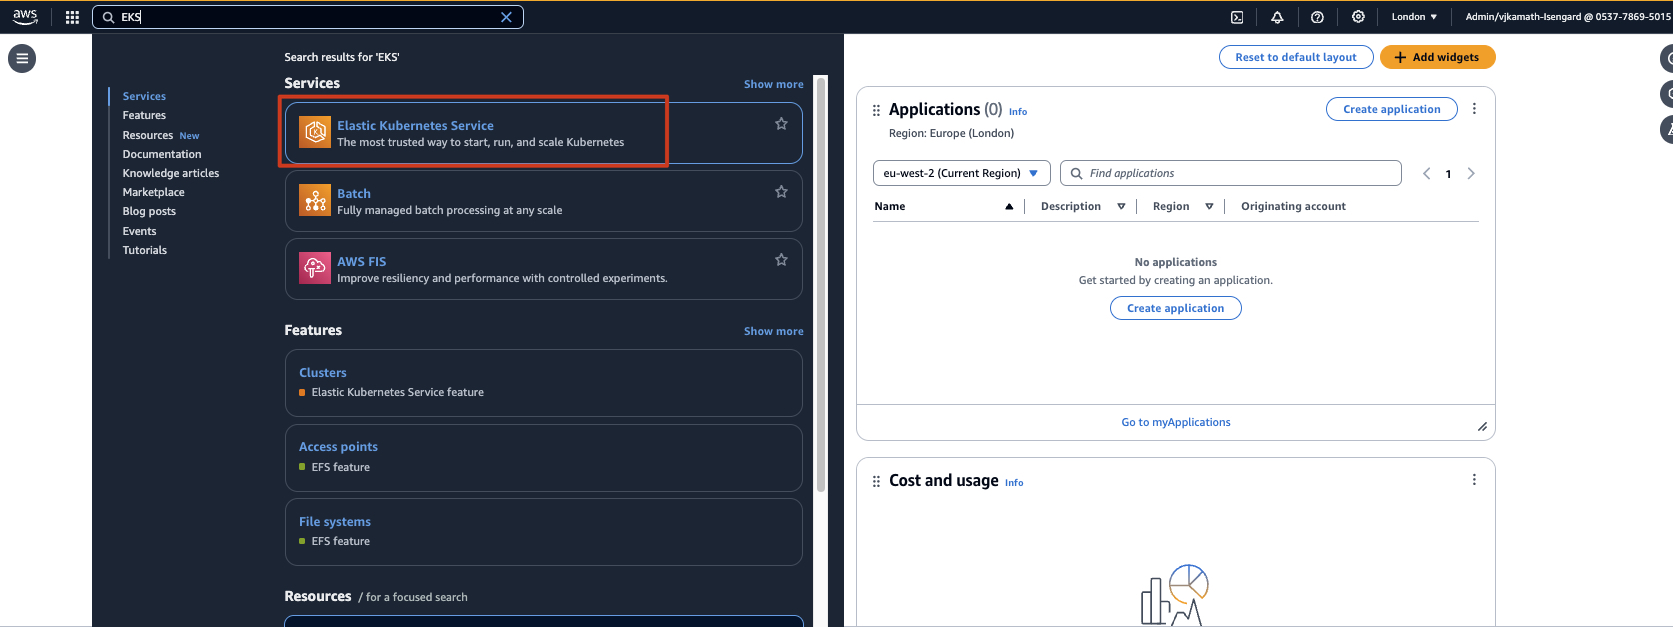 aws
EKS
London
Admin/vjkamath-Isengard @ 0537-7869-5015
Search results for 'EKS'
Services
Features
Resources New
Documentation
Knowledge articles
Marketplace
Blog posts
Events
Tutorials
Services
Show more
Elastic Kubernetes Service
The most trusted way to start, run, and scale Kubernetes
Batch
Fully managed batch processing at any scale
AWS FIS
Improve resiliency and performance with controlled experiments.
Features
Show more
Clusters
Elastic Kubernetes Service feature
Access points
EFS feature
File systems
EFS feature
Resources / for a focused search
Reset to default layout
Add widgets
Applications (0) Info
Region: Europe (London)
Create application
eu-west-2 (Current Region)
Find applications
1
Name Description Region Originating account
No applications
Get started by creating an application.
Create application
Go to myApplications
Cost and usage Info